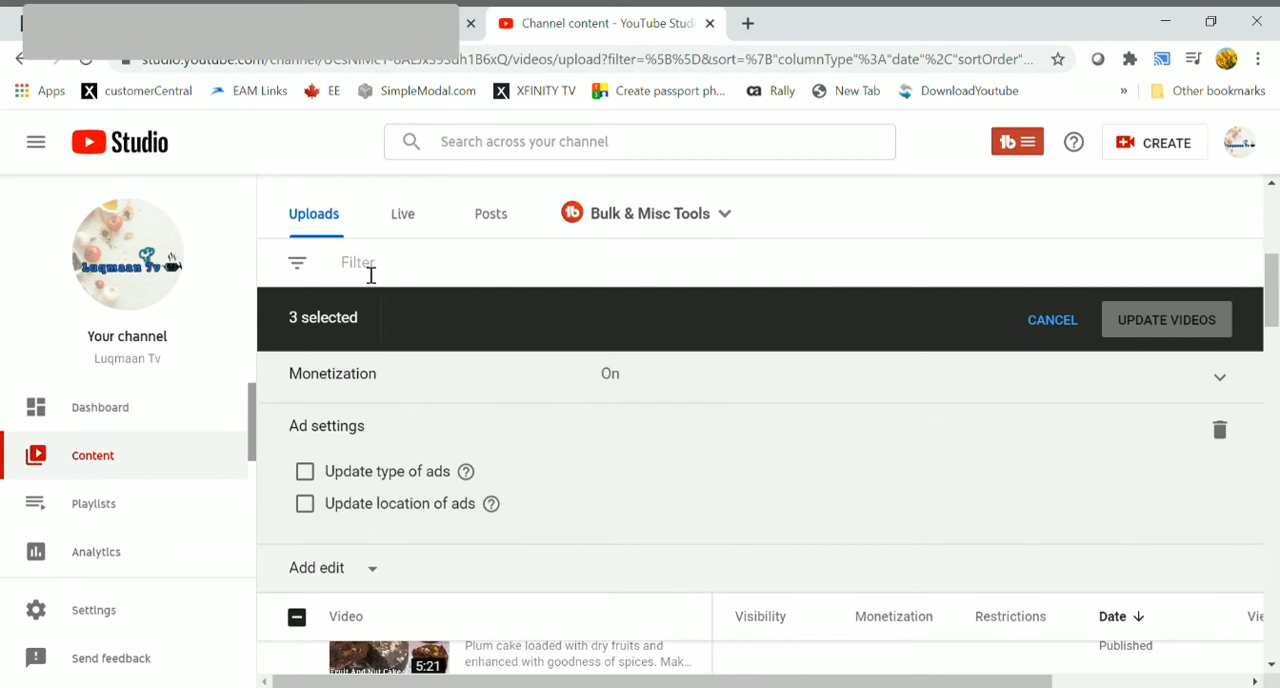 Channel content - YouTube Studi
studio.youtube.com/channel/
/videos/upload?filter=%5B%5D&sort=%7B"columnType"%3A"date"%2C"sortOrder"...
Apps customerCentral EAM Links EE SimpleModal.com XFINITY TV Create passport ph... ca Rally New Tab DownloadYoutube » Other bookmarks
Studio
Search across your channel
CREATE
Uploads Live Posts Bulk & Misc Tools
Filter
3 selected
CANCEL
UPDATE VIDEOS
Luqmaan Tv
Your channel
Luqmaan Tv
Dashboard
Content
Playlists
Analytics
Settings
Send feedback
Monetization On
Ad settings
Update type of ads ?
Update location of ads ?
Add edit
Video Visibility Monetization Restrictions Date Vie
Fruit And Nut Cake
5:21
Plum cake loaded with dry fruits and
enhanced with goodness of spices. Mak...
Published